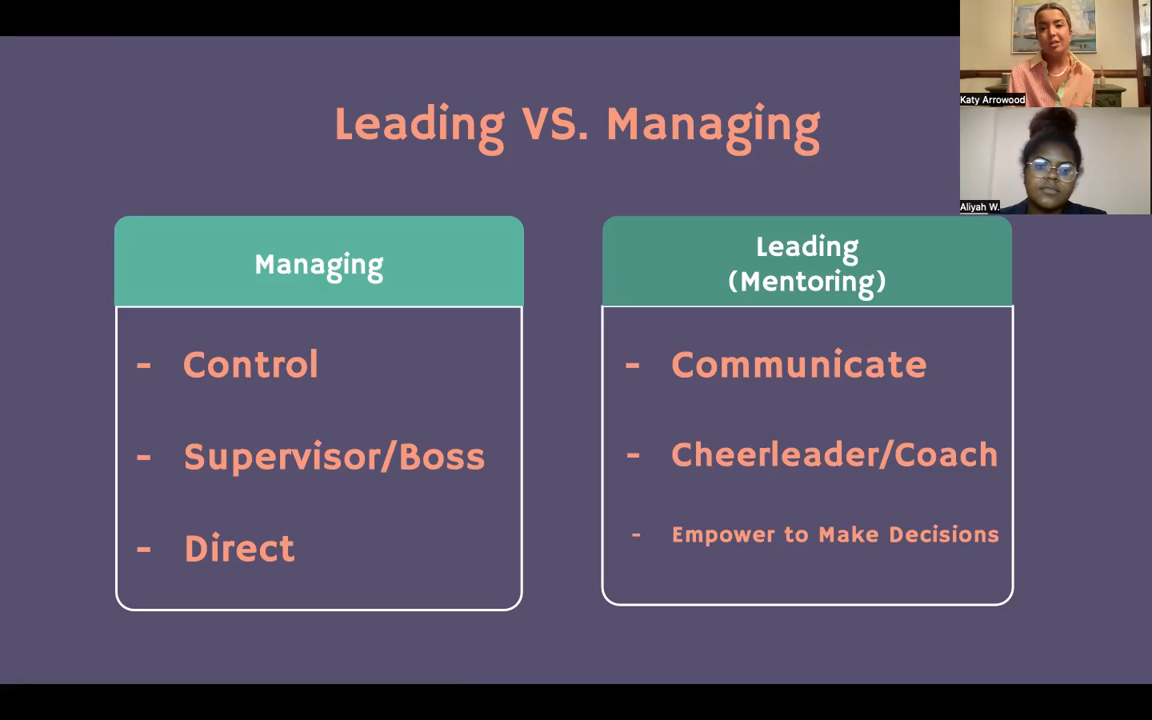 Leading VS. Managing
Katy Arrowood
Aliyah W.
Managing
- Control
- Supervisor/Boss
- Direct
Leading
(Mentoring)
- Communicate
- Cheerleader/Coach
- Empower to Make Decisions